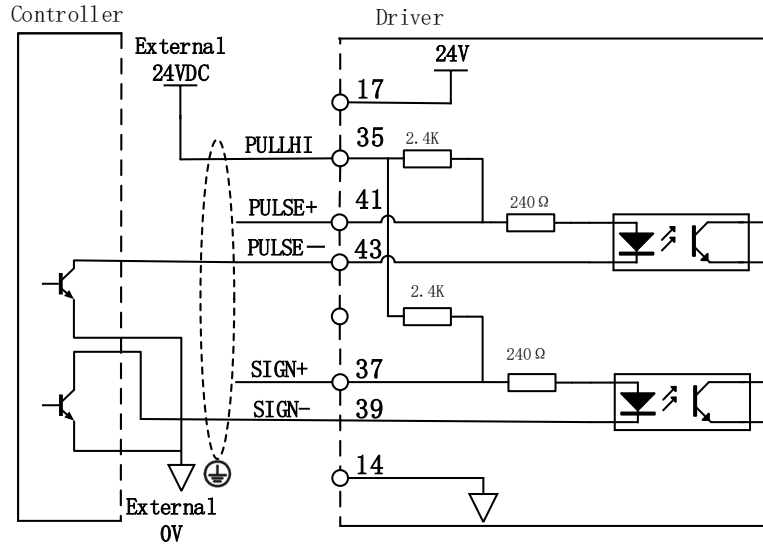 Controller
Driver
External
24VDC
24V
17
PULLHI
35
2.4K
PULSE+
41
240Ω
PULSE—
43
2.4K
SIGN+
37
240Ω
SIGN-
39
14
External
0V